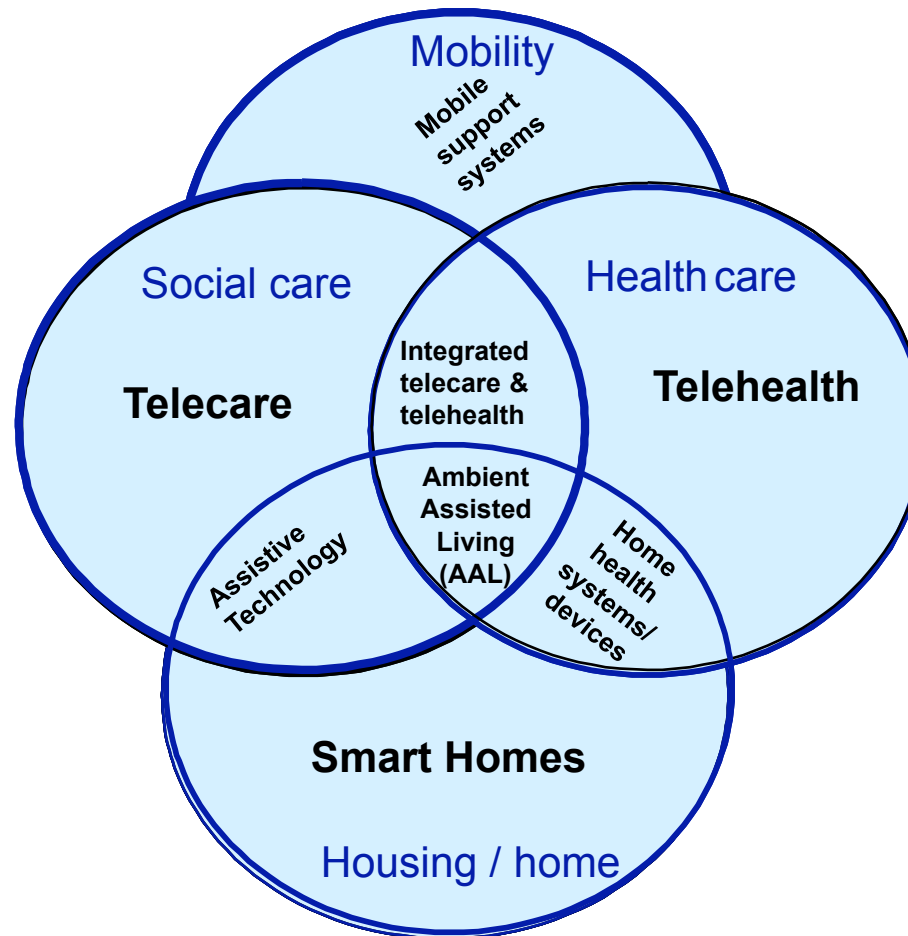 Mobility
Mobile
support
systems
Social care
Health care
Telecare
Integrated
telecare &
telehealth
Telehealth
Ambient
Assisted
Living
(AAL)
Assistive
Technology
Home
health
systems/
devices
Smart Homes
Housing / home